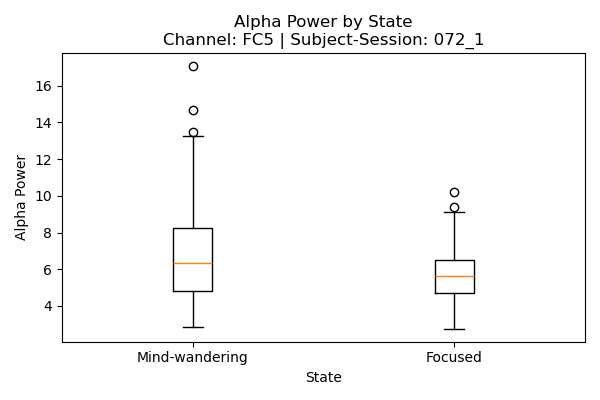 Alpha Power by State
Channel: FC5 | Subject-Session: 072_1
Alpha Power
16
14
12
10
8
6
4
Mind-wandering
Focused
State